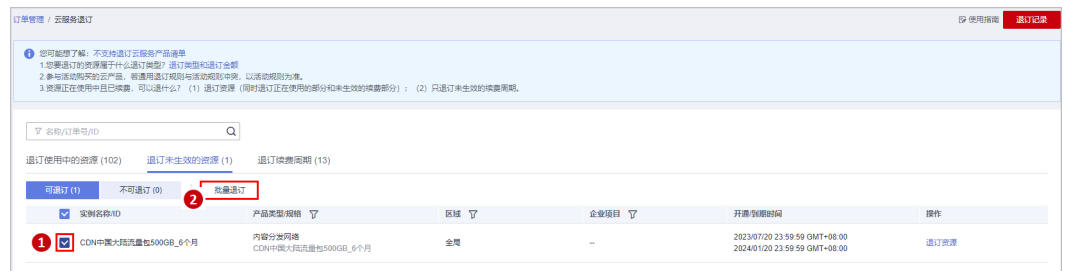 订单管理 / 云服务退订
使用指南 退订记录
您可能想了解：不支持退订云服务产品清单
1.您要退订的资源属于什么退订类型？退订类型和退订金额
2.参与活动购买的云产品，若通用退订规则与活动规则冲突，以活动规则为准。
3.资源正在使用中且已续费，可以退什么？（1）退订资源（同时退订正在使用的部分和未生效的续费部分）；（2）只退订未生效的续费周期。
名称/订单号/ID
退订使用中的资源 (102) 退订未生效的资源 (1) 退订续费周期 (13)
可退订 (1) 不可退订 (0) 2 批量退订
实例名称/ID 产品类型/规格 区域 企业项目 开通/到期时间 操作
1 CDN中国大陆流量包500GB_6个月 内容分发网络 全局 -- 2023/07/20 23:59:59 GMT+08:00 退订资源
CDN中国大陆流量包500GB_6个月 2024/01/20 23:59:59 GMT+08:00